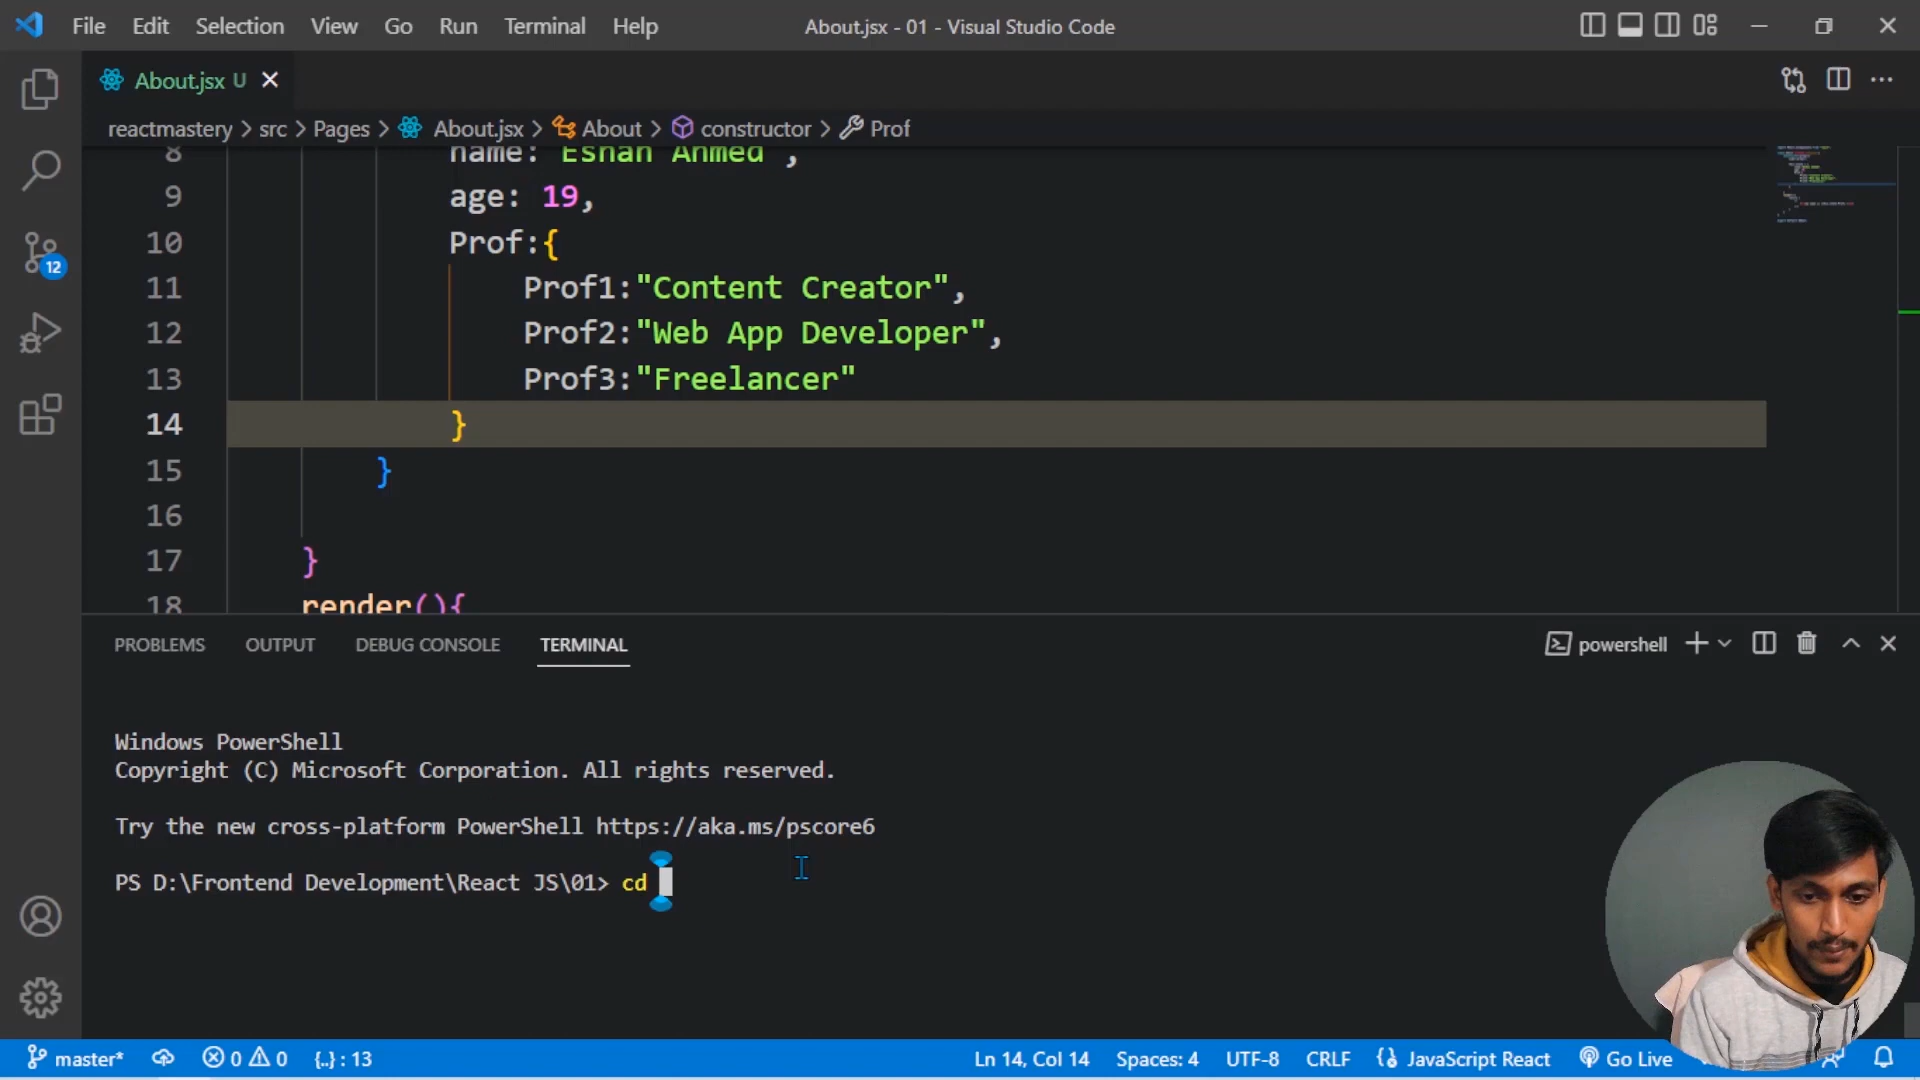 File Edit Selection View Go Run Terminal Help
About.jsx - 01 - Visual Studio Code
About.jsx U
reactmastery > src > Pages > About.jsx > About > constructor > Prof
8 name: "Eshan Ahmed",
9 age: 19,
10 Prof:{
11 Prof1:"Content Creator",
12 Prof2:"Web App Developer",
13 Prof3:"Freelancer"
14 }
15 }
16
17 }
18 render(){
12
PROBLEMS OUTPUT DEBUG CONSOLE TERMINAL
powershell
Windows PowerShell
Copyright (C) Microsoft Corporation. All rights reserved.
Try the new cross-platform PowerShell https://aka.ms/pscore6
PS D:\Frontend Development\React JS\01> cd
master* 0 0 {..} : 13 Ln 14, Col 14 Spaces: 4 UTF-8 CRLF JavaScript React Go Live